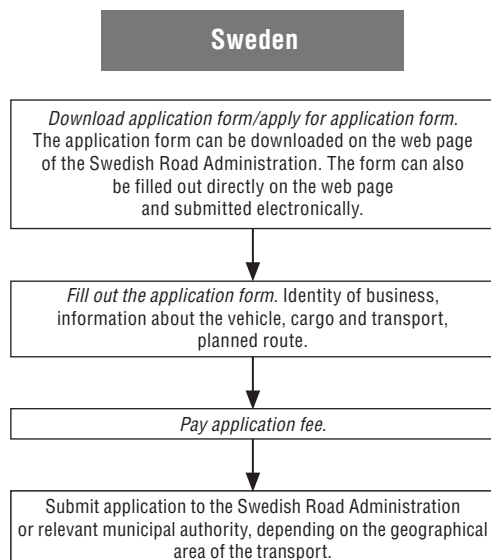 Sweden
Download application form/apply for application form.
The application form can be downloaded on the web page
of the Swedish Road Administration. The form can also
be filled out directly on the web page
and submitted electronically.
Fill out the application form. Identity of business,
information about the vehicle, cargo and transport,
planned route.
Pay application fee.
Submit application to the Swedish Road Administration
or relevant municipal authority, depending on the geographical
area of the transport.